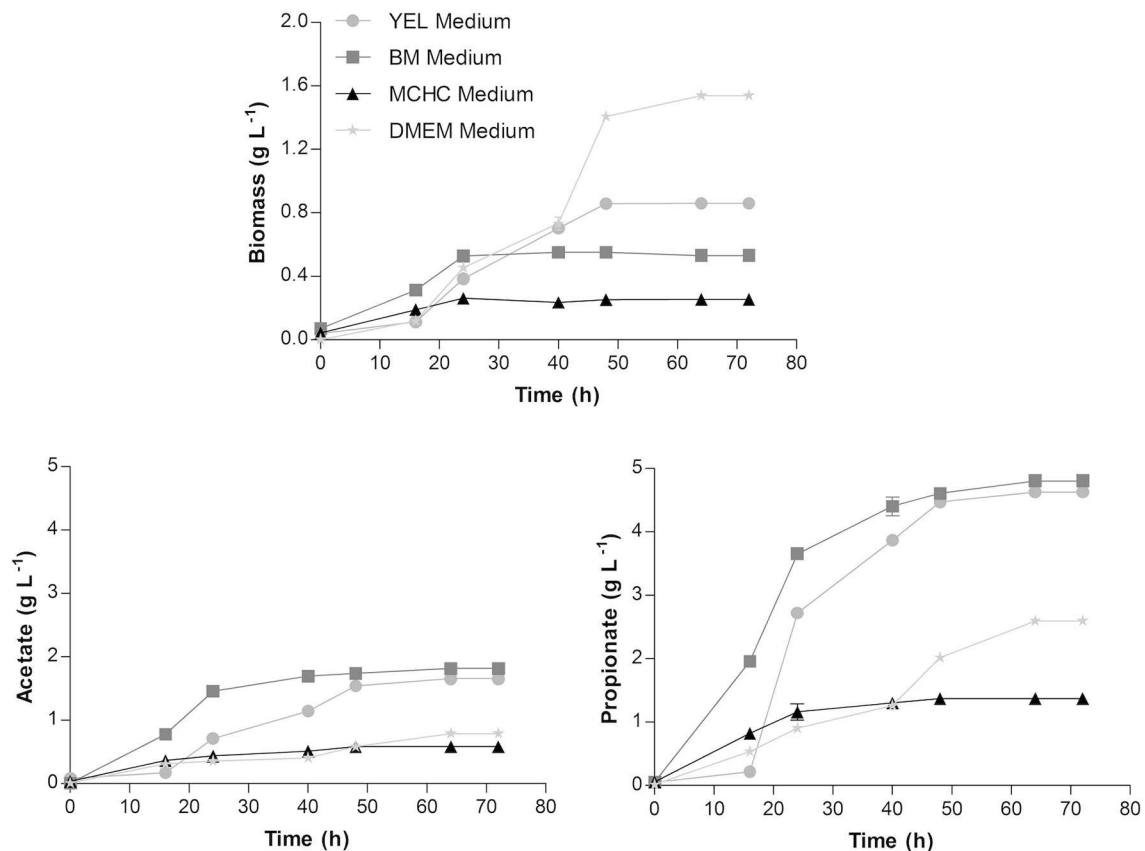 YEL Medium
BM Medium
MCHC Medium
DMEM Medium
Biomass (g L⁻¹)
2.0
1.6
1.2
0.8
0.4
0.0
0 10 20 30 40 50 60 70 80
Time (h)
Acetate (g L⁻¹)
5
4
3
2
1
0
0 10 20 30 40 50 60 70 80
Time (h)
Propionate (g L⁻¹)
5
4
3
2
1
0
0 10 20 30 40 50 60 70 80
Time (h)